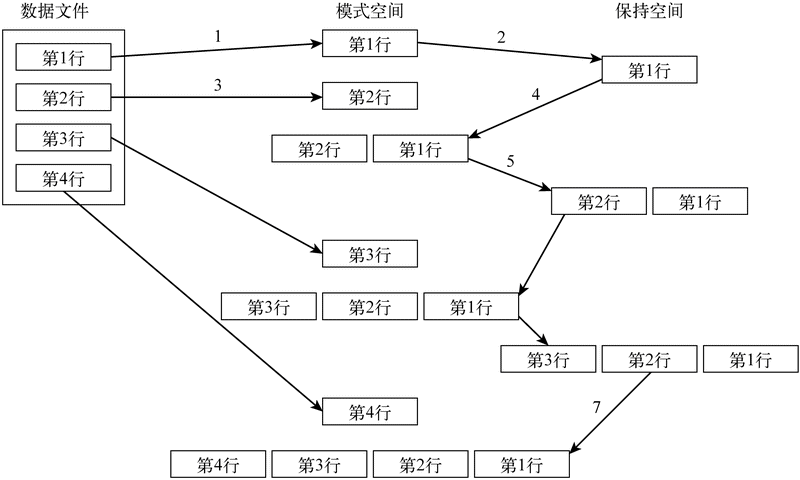 数据文件 模式空间 保持空间
第1行 1 第1行 2 第1行
第2行 3 第2行 4
第3行 第2行 第1行 5
第4行 第2行 第1行
第3行
第3行 第2行 第1行
第3行 第2行 第1行
第4行 7
第4行 第3行 第2行 第1行